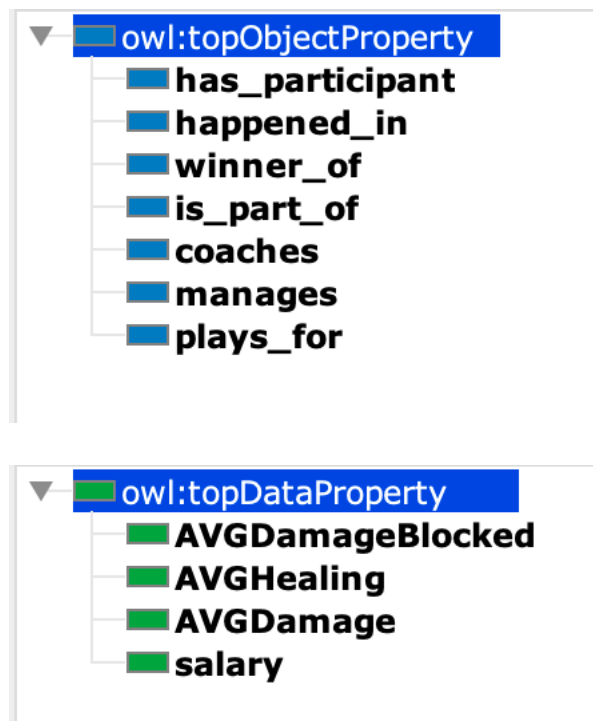 owl:topObjectProperty
has_participant
happened_in
winner_of
is_part_of
coaches
manages
plays_for
owl:topDataProperty
AVGDamageBlocked
AVGHealing
AVGDamage
salary